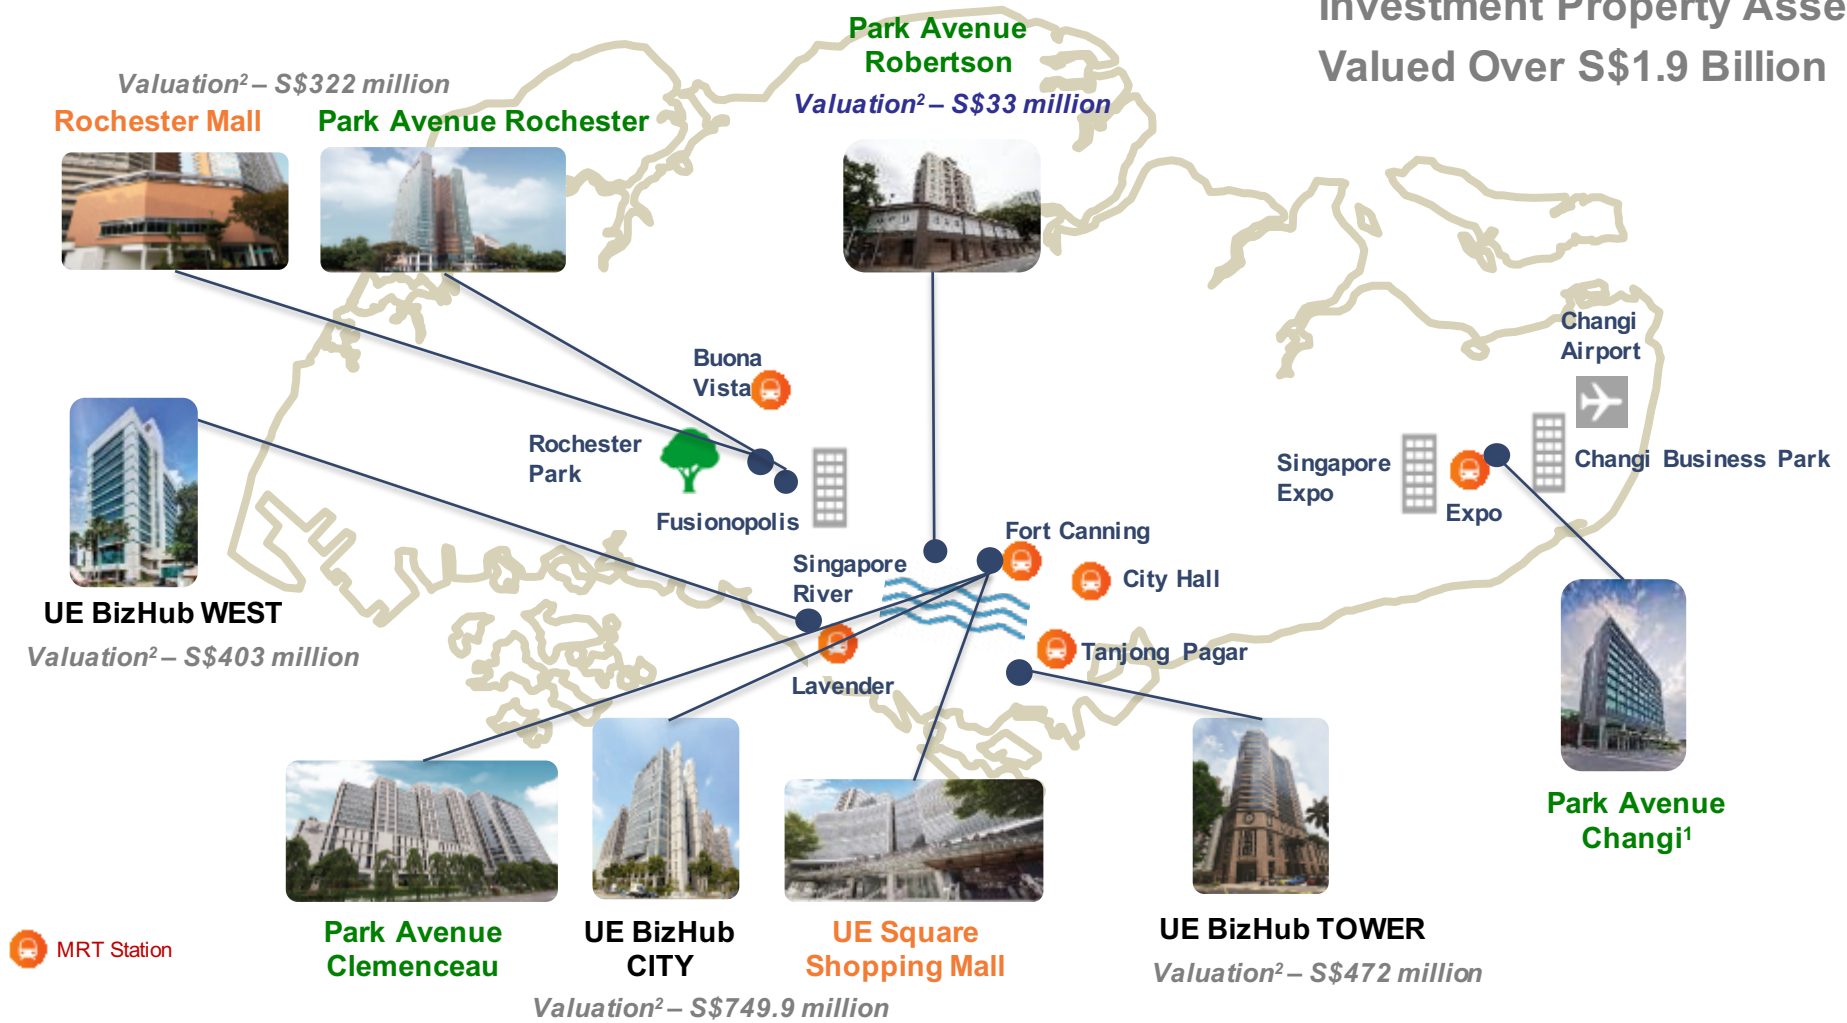 Investment Property Asse
Valued Over S$1.9 Billion
Park Avenue
Robertson
Valuation² – S$33 million
Valuation² – S$322 million
Rochester Mall
Park Avenue Rochester
Buona
Vista
Rochester
Park
Fusionopolis
Changi
Airport
Singapore
Expo
Expo
Changi Business Park
Fort Canning
City Hall
Singapore
River
Tanjong Pagar
Lavender
UE BizHub WEST
Valuation² – S$403 million
Park Avenue
Changi¹
Park Avenue
Clemenceau
UE BizHub
CITY
UE Square
Shopping Mall
Valuation² – S$749.9 million
UE BizHub TOWER
Valuation² – S$472 million
MRT Station